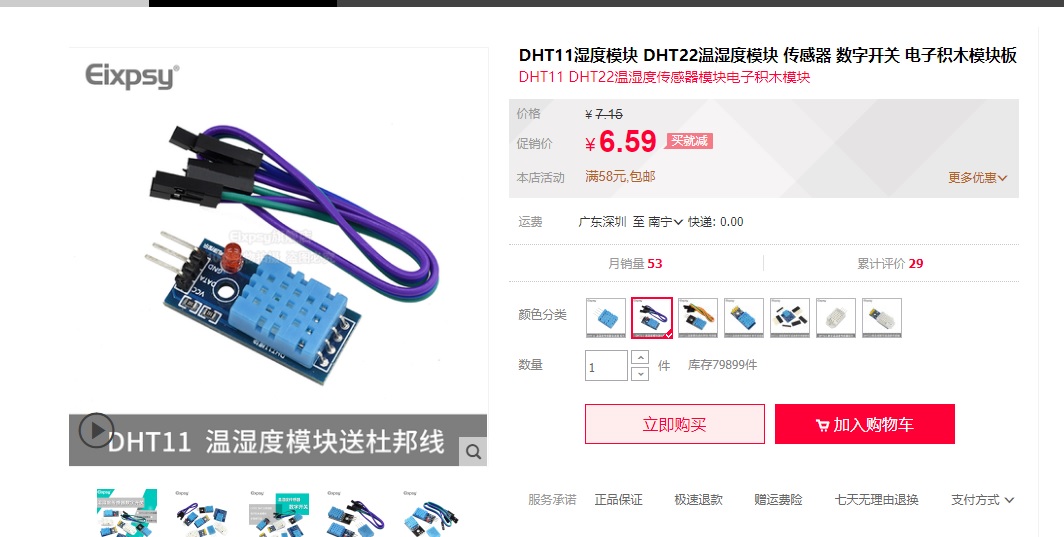 Eixpsy®
GND
DATA
VCC
DHT11 温湿度模块送杜邦线
DHT11湿度模块 DHT22温湿度模块 传感器 数字开关 电子积木模块板
DHT11 DHT22温湿度传感器模块电子积木模块
价格 ¥ 7.15
促销价 ¥ 6.59 买就减
本店活动 满58元,包邮 更多优惠
运费 广东深圳 至 南宁 快递: 0.00
月销量 53 累计评价 29
颜色分类
数量 1 件 库存79899件
立即购买 加入购物车
服务承诺 正品保证 极速退款 赠运费险 七天无理由退换 支付方式